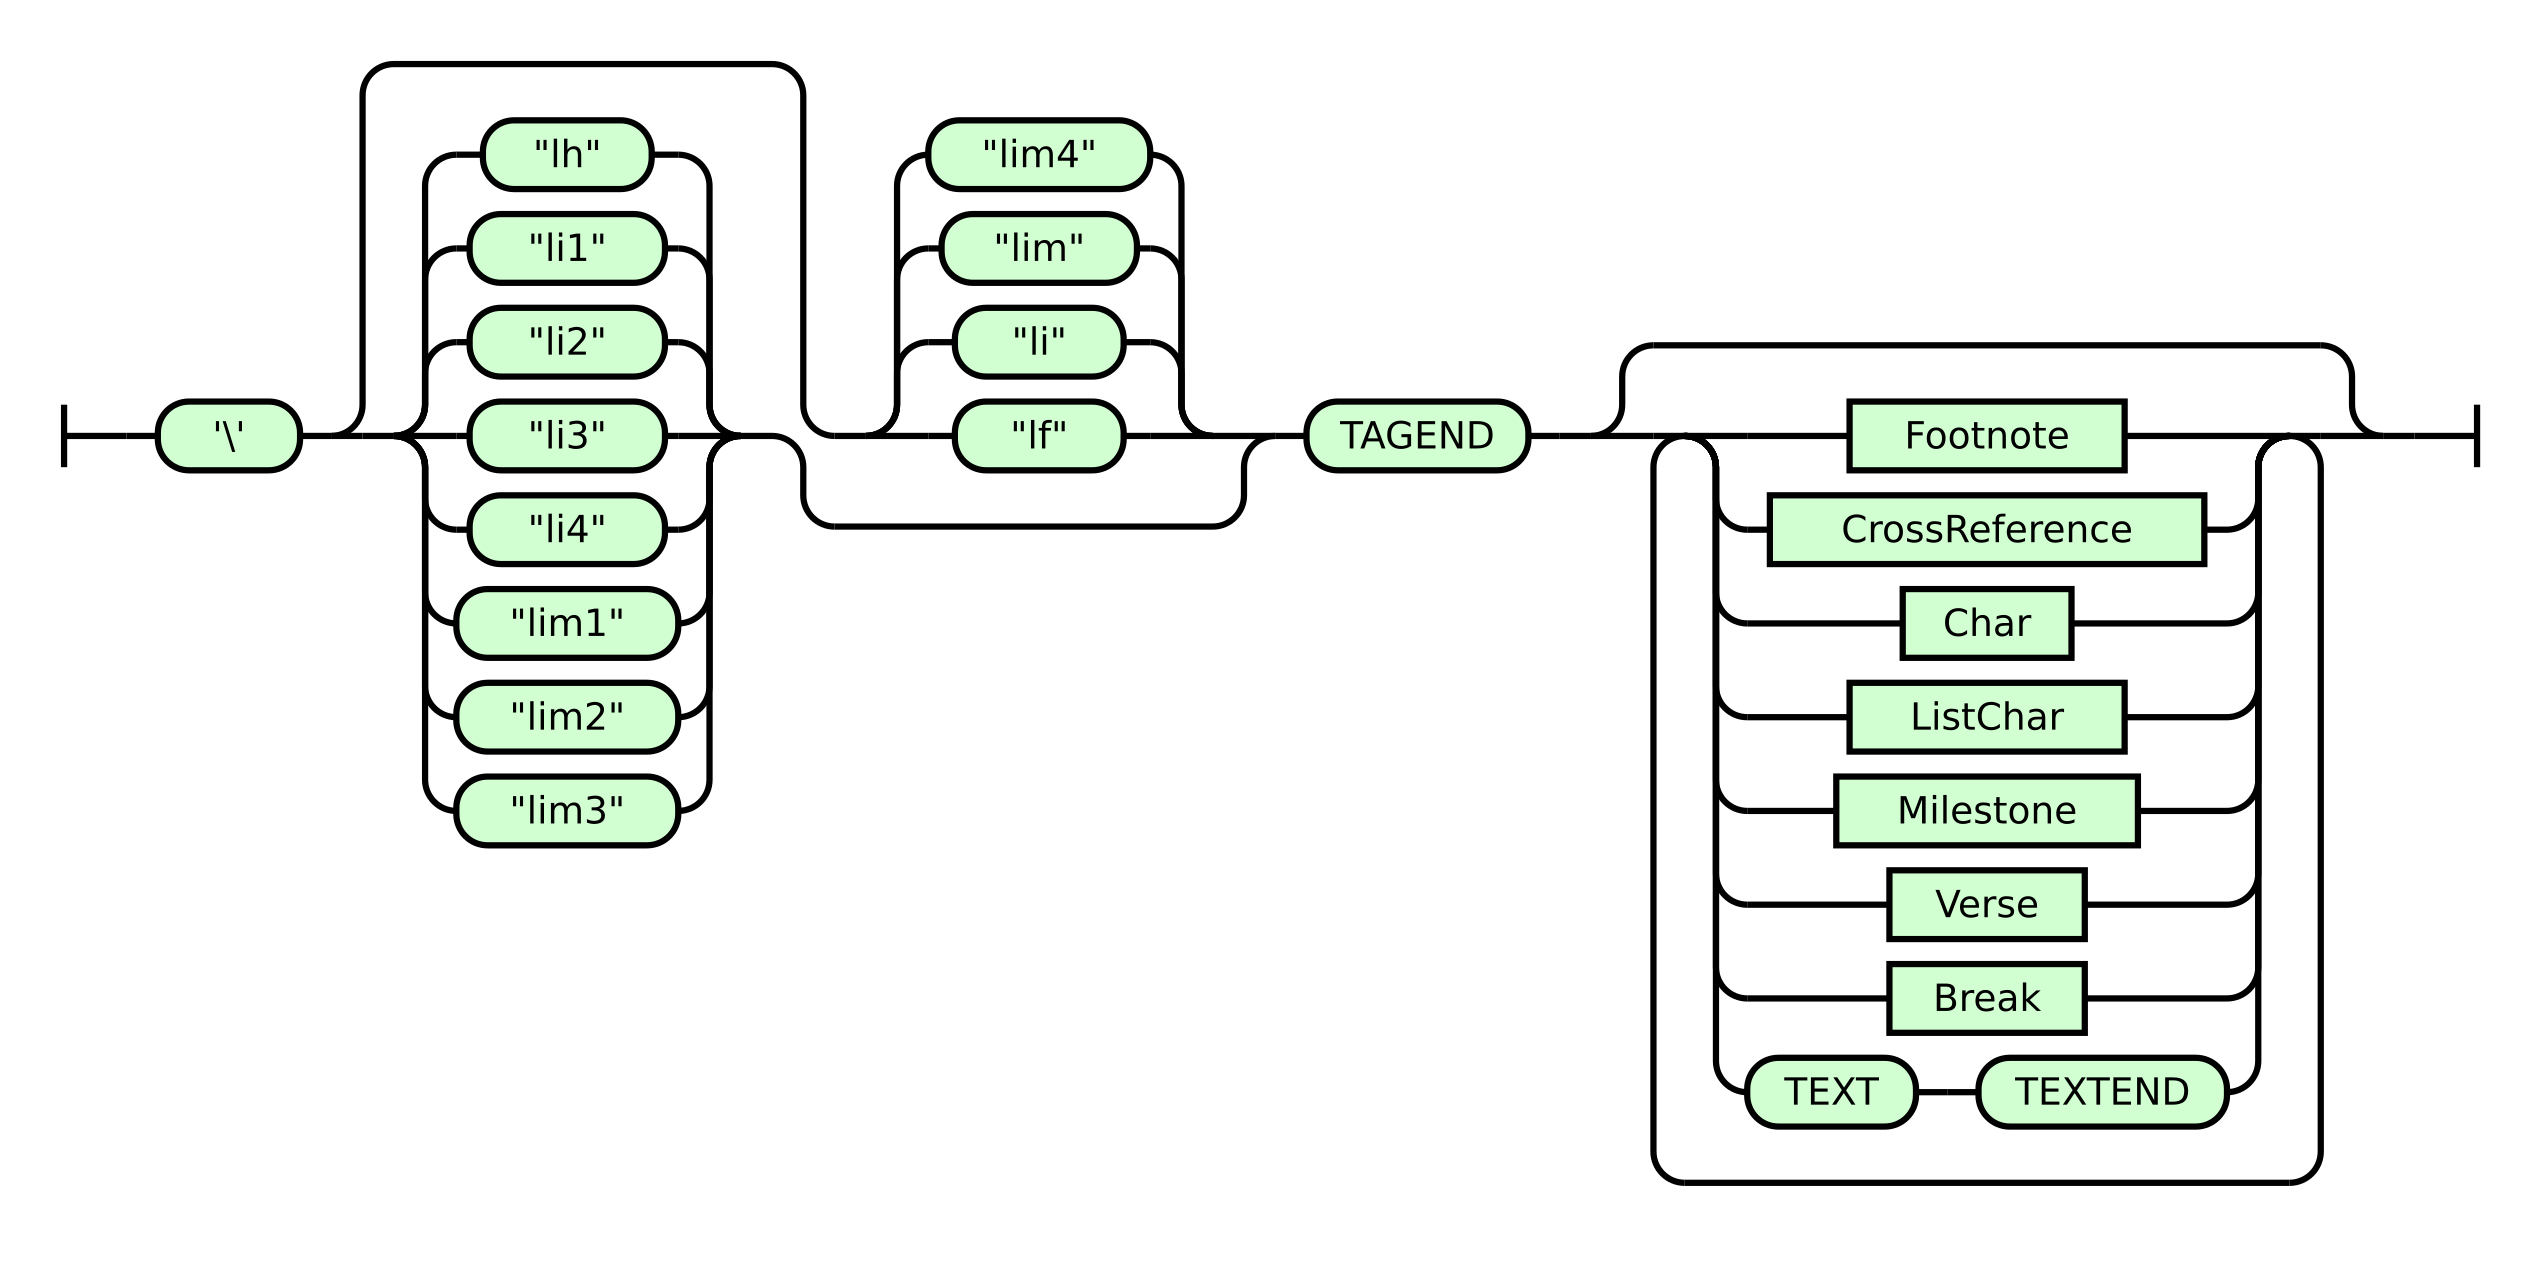 '\'
"lh"
"li1"
"li2"
"li3"
"li4"
"lim1"
"lim2"
"lim3"
"lim4"
"lim"
"li"
"lf"
TAGEND
Footnote
CrossReference
Char
ListChar
Milestone
Verse
Break
TEXT TEXTEND